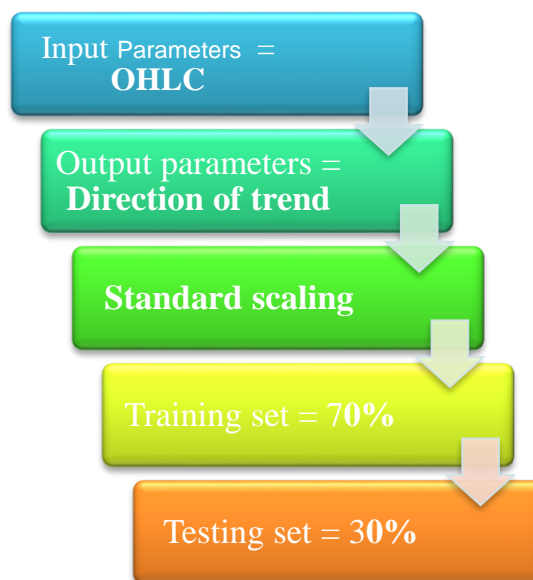 Input Parameters =
OHLC
Output parameters =
Direction of trend
Standard scaling
Training set = 70%
Testing set = 30%